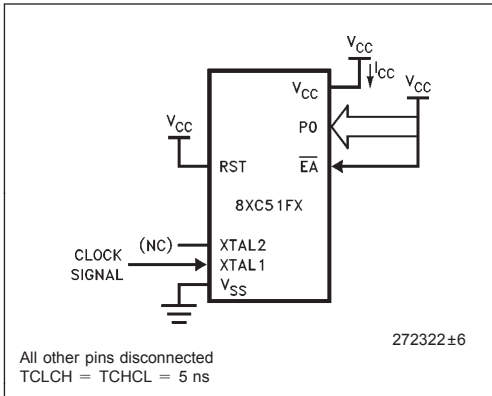 VCC
ICC
VCC
VCC
P0
VCC
RST
EA
8XC51FX
(NC)
XTAL2
CLOCK
SIGNAL
XTAL1
VSS
272322±6
All other pins disconnected
TCLCH = TCHCL = 5 ns